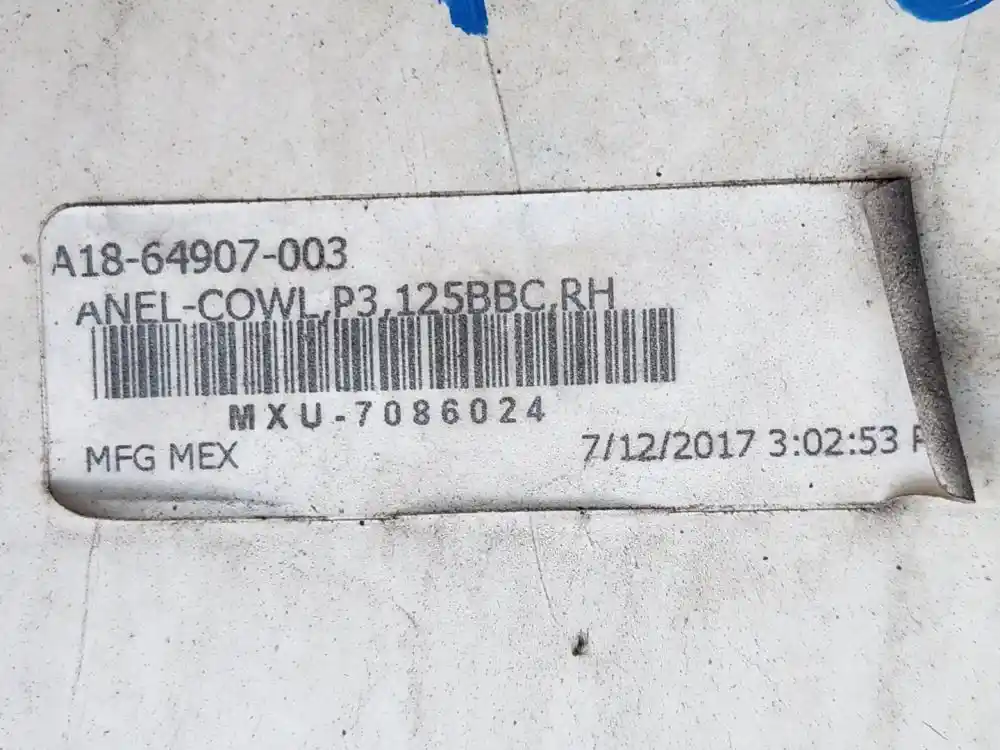 A18-64907-003
ANEL-COWL,P3,125BBC,RH
MXU-7086024
MFG MEX
7/12/2017 3:02:53